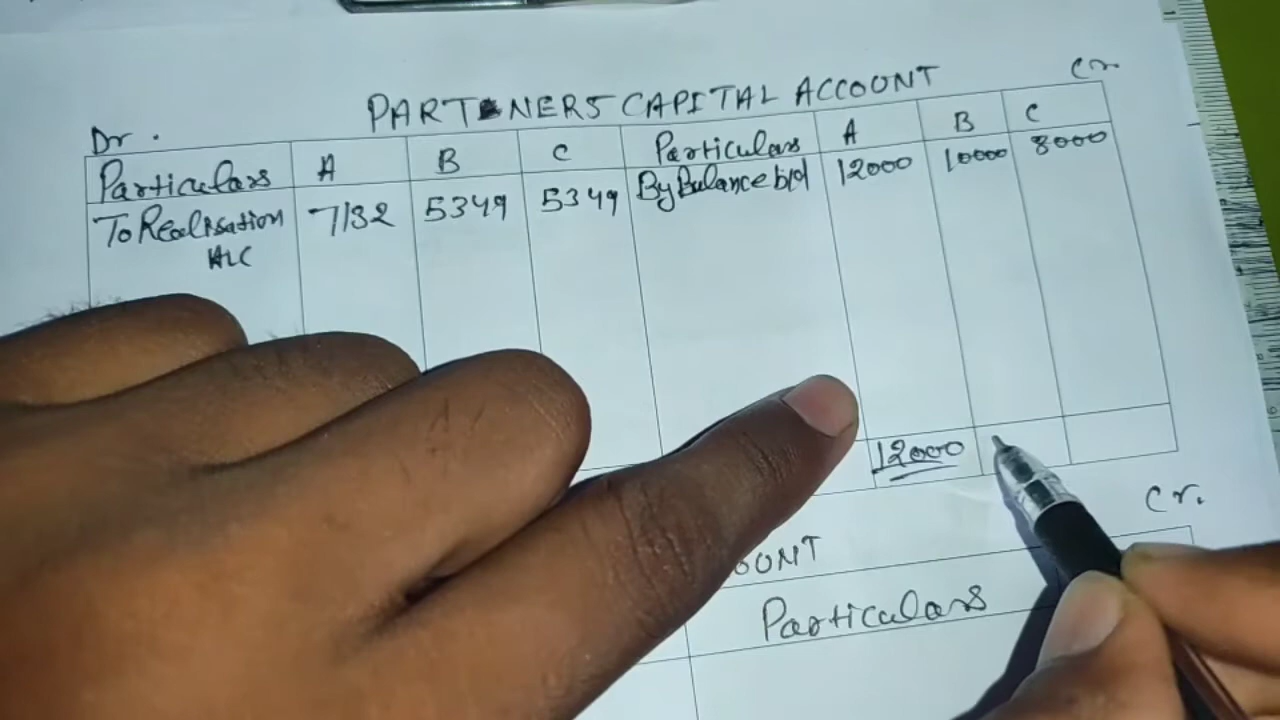 PARTNERS CAPITAL ACCOUNT
Dr. Cr
Particulars A B C Particulars A B C
To Realisation 7132 5349 5349 By Balance b/d 12000 10000 8000
A/C
12000
Cr.
OUNT
Particulars